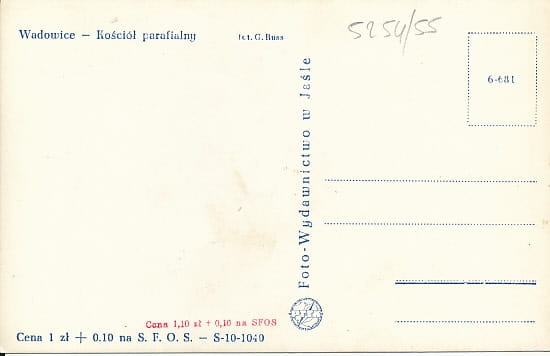 Wadowice — Kościół parafialny fot. G. Russ
5254/55
6-681
Foto-Wydawnictwo w Jaśle
Cena 1,10 zł + 0,10 na SFOS
Cena 1 zł + 0.10 na S. F. O. S. — S-10-1040